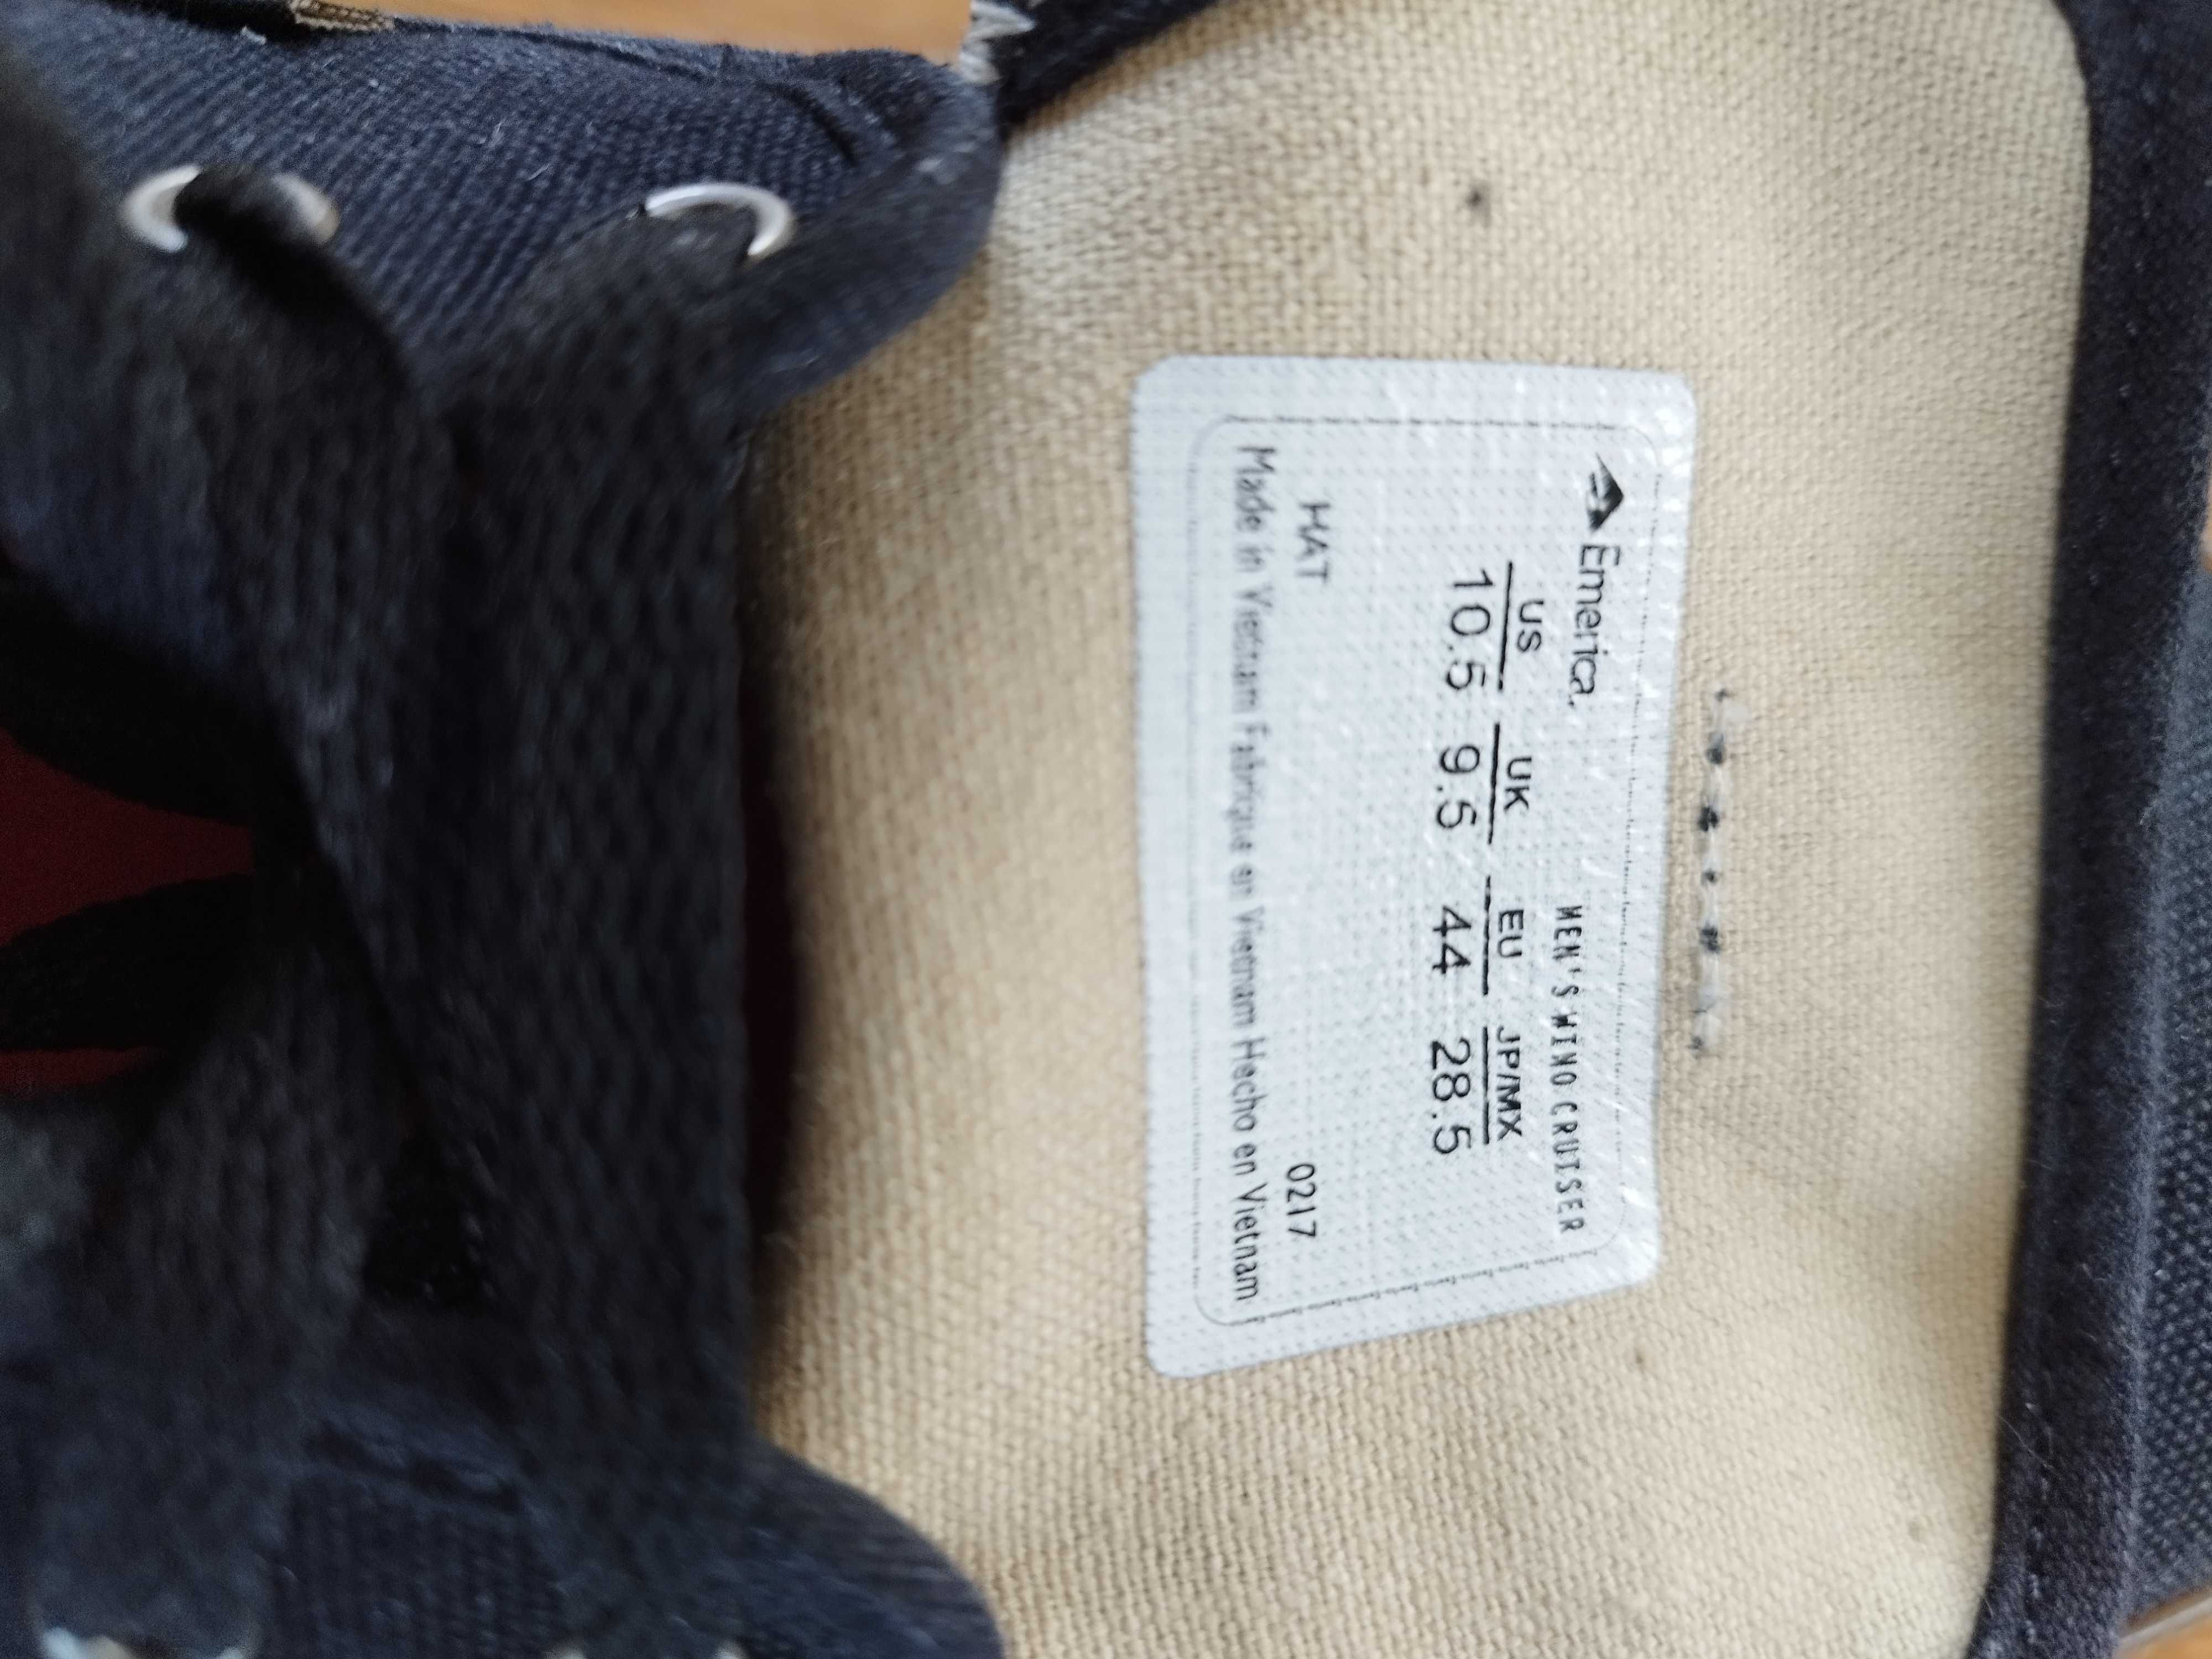 Emerica.
MEN'S WINO CRUISER
US UK EU JP/MX
10.5 9.5 44 28.5
HAT 0217
Made in Vietnam Fabriqué en Vietnam Hecho en Vietnam